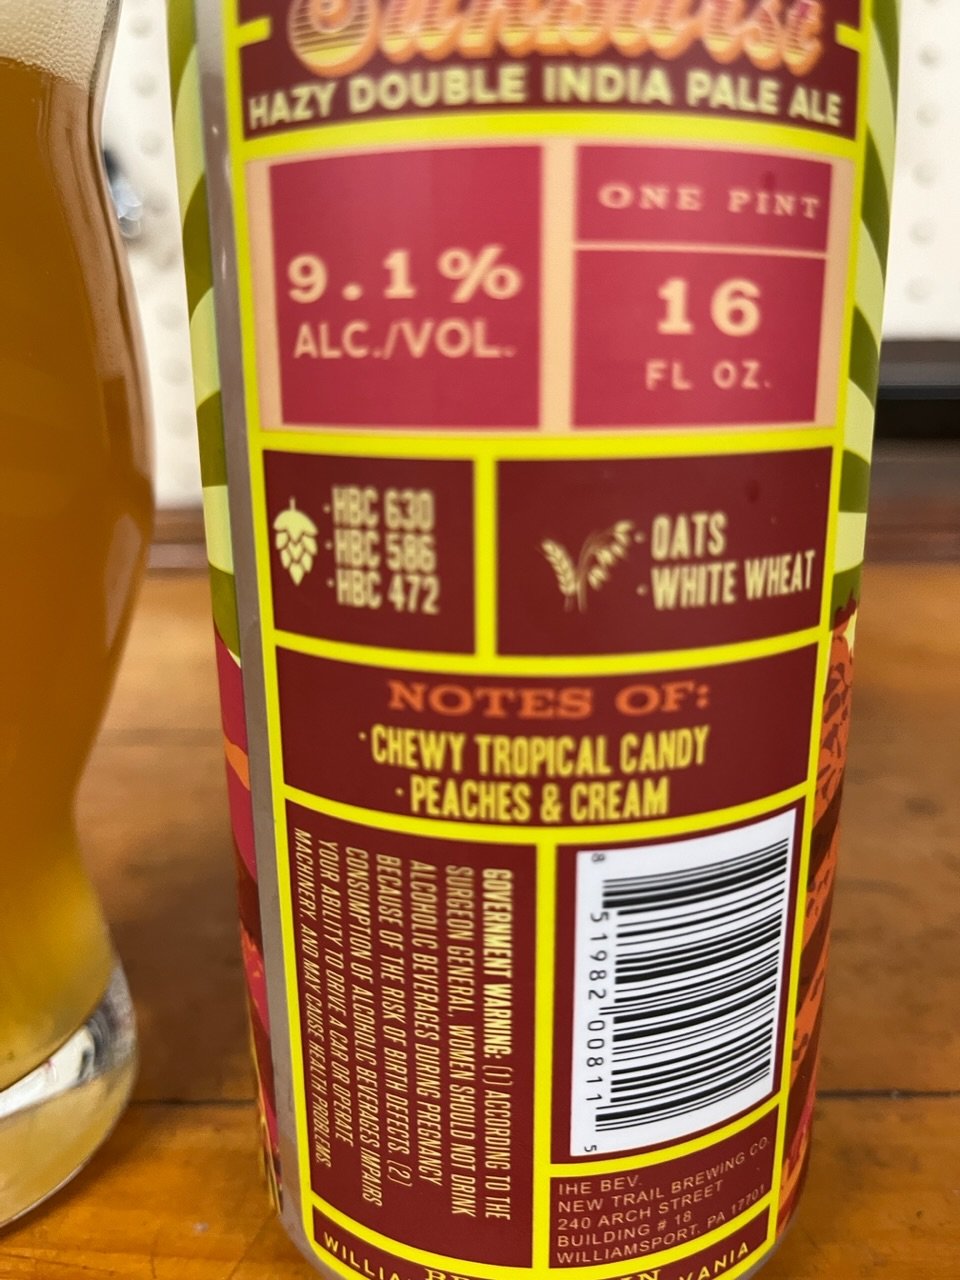 HAZY DOUBLE INDIA PALE ALE
9.1%
ALC./VOL.
ONE PINT
16
FL OZ.
·HBC 630
·HBC 586
·HBC 472
·OATS
·WHITE WHEAT
NOTES OF:
·CHEWY TROPICAL CANDY
·PEACHES & CREAM
GOVERNMENT WARNING: (1) ACCORDING TO THE
SURGEON GENERAL, WOMEN SHOULD NOT DRINK
ALCOHOLIC BEVERAGES DURING PREGNANCY
BECAUSE OF THE RISK OF BIRTH DEFECTS. (2)
CONSUMPTION OF ALCOHOLIC BEVERAGES IMPAIRS
YOUR ABILITY TO DRIVE A CAR OR OPERATE
MACHINERY, AND MAY CAUSE HEALTH PROBLEMS.
8 51982 00811 5
IHE BEV.
NEW TRAIL BREWING CO.
240 ARCH STREET
BUILDING # 18
WILLIAMSPORT, PA 17701